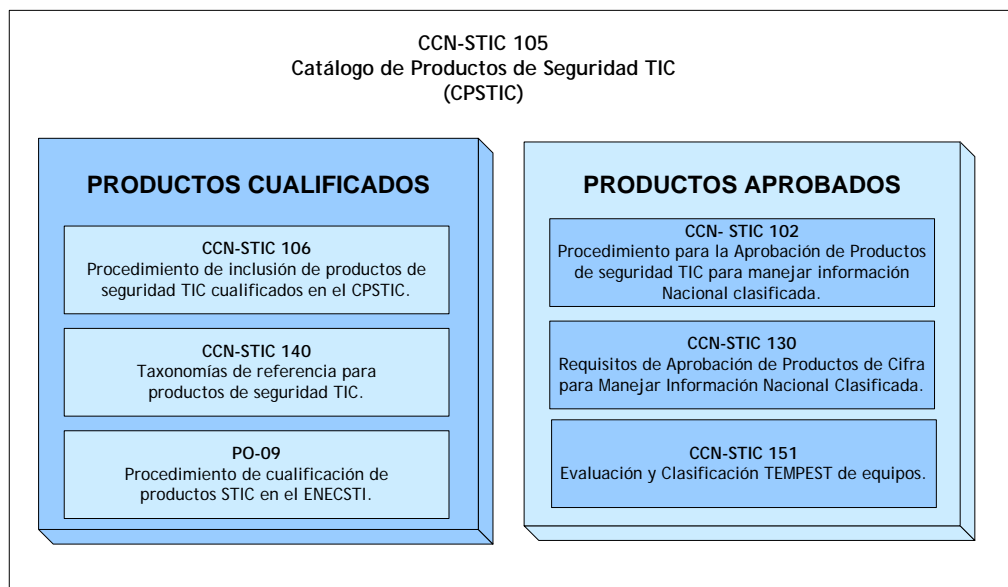 CCN-STIC 105
Catálogo de Productos de Seguridad TIC
(CPSTIC)
PRODUCTOS CUALIFICADOS
CCN-STIC 106
Procedimiento de inclusión de productos de
seguridad TIC cualificados en el CPSTIC.
CCN-STIC 140
Taxonomías de referencia para
productos de seguridad TIC.
PO-09
Procedimiento de cualificación de
productos STIC en el ENECSTI.
PRODUCTOS APROBADOS
CCN- STIC 102
Procedimiento para la Aprobación de Productos
de seguridad TIC para manejar información
Nacional clasificada.
CCN-STIC 130
Requisitos de Aprobación de Productos de Cifra
para Manejar Información Nacional Clasificada.
CCN-STIC 151
Evaluación y Clasificación TEMPEST de equipos.